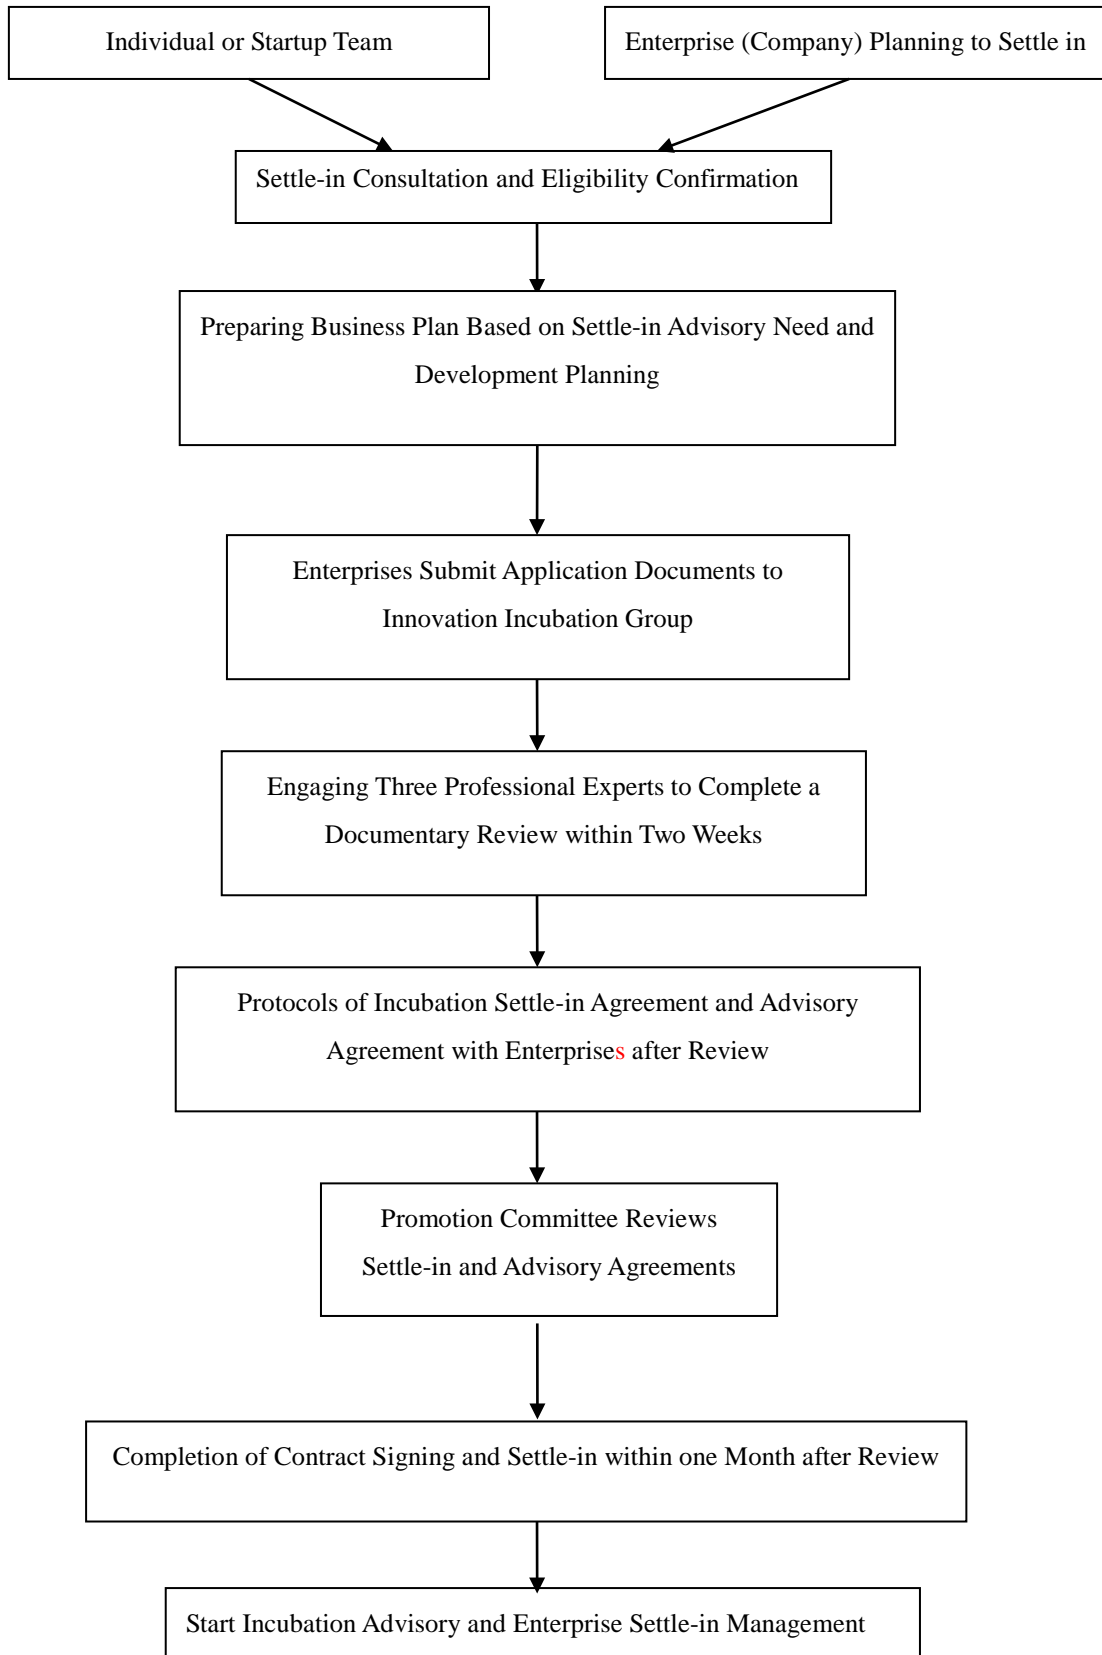 Individual or Startup Team
Enterprise (Company) Planning to Settle in
Settle-in Consultation and Eligibility Confirmation
Preparing Business Plan Based on Settle-in Advisory Need and
Development Planning
Enterprises Submit Application Documents to
Innovation Incubation Group
Engaging Three Professional Experts to Complete a
Documentary Review within Two Weeks
Protocols of Incubation Settle-in Agreement and Advisory
Agreement with Enterprises after Review
Promotion Committee Reviews
Settle-in and Advisory Agreements
Completion of Contract Signing and Settle-in within one Month after Review
Start Incubation Advisory and Enterprise Settle-in Management